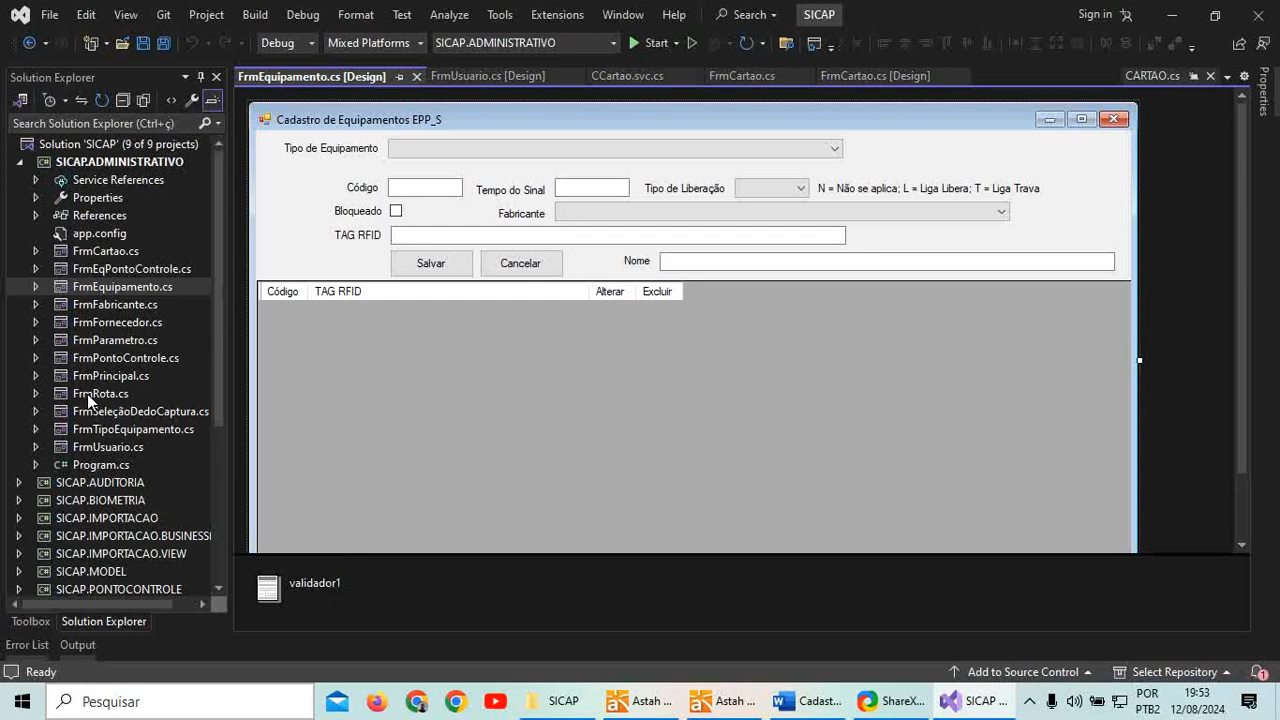 File Edit View Git Project Build Debug Format Test Analyze Tools Extensions Window Help Search SICAP Sign in
Debug Mixed Platforms SICAP.ADMINISTRATIVO Start
Solution Explorer
FrmEquipamento.cs [Design] FrmUsuario.cs [Design] CCartao.svc.cs FrmCartao.cs FrmCartao.cs [Design] CARTAO.cs
Properties
Search Solution Explorer (Ctrl+ç)
Solution 'SICAP' (9 of 9 projects)
SICAP.ADMINISTRATIVO
Service References
Properties
References
app.config
FrmCartao.cs
FrmEqPontoControle.cs
FrmEquipamento.cs
FrmFabricante.cs
FrmFornecedor.cs
FrmParametro.cs
FrmPontoControle.cs
FrmPrincipal.cs
FrmRota.cs
FrmSeleçãoDedoCaptura.cs
FrmTipoEquipamento.cs
FrmUsuario.cs
C# Program.cs
SICAP.AUDITORIA
SICAP.BIOMETRIA
SICAP.IMPORTACAO
SICAP.IMPORTACAO.BUSINESS
SICAP.IMPORTACAO.VIEW
SICAP.MODEL
SICAP.PONTOCONTROLE
Toolbox Solution Explorer
Cadastro de Equipamentos EPP_S
Tipo de Equipamento
Código Tempo do Sinal Tipo de Liberação N = Não se aplica; L = Liga Libera; T = Liga Trava
Bloqueado Fabricante
TAG RFID
Salvar Cancelar Nome
Código TAG RFID Alterar Excluir
validador1
Error List Output
Ready Add to Source Control Select Repository 1
Pesquisar SICAP Astah ... Astah ... Cadast... ShareX... SICAP ... POR PTB2 19:53 12/08/2024